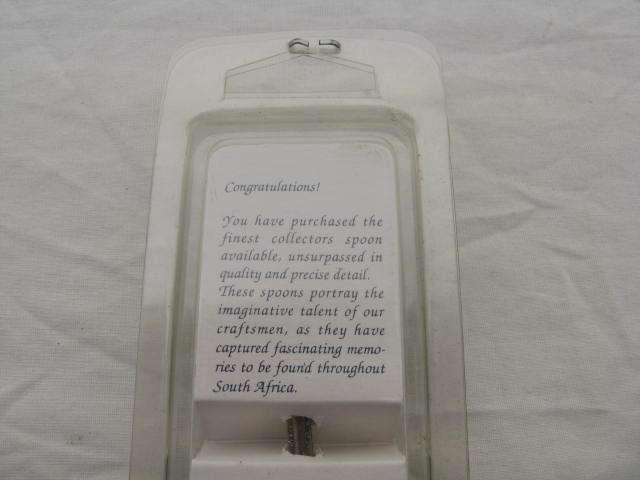 Congratulations!
You have purchased the
finest collectors spoon
available, unsurpassed in
quality and precise detail.
These spoons portray the
imaginative talent of our
craftsmen, as they have
captured fascinating memo-
ries to be found throughout
South Africa.